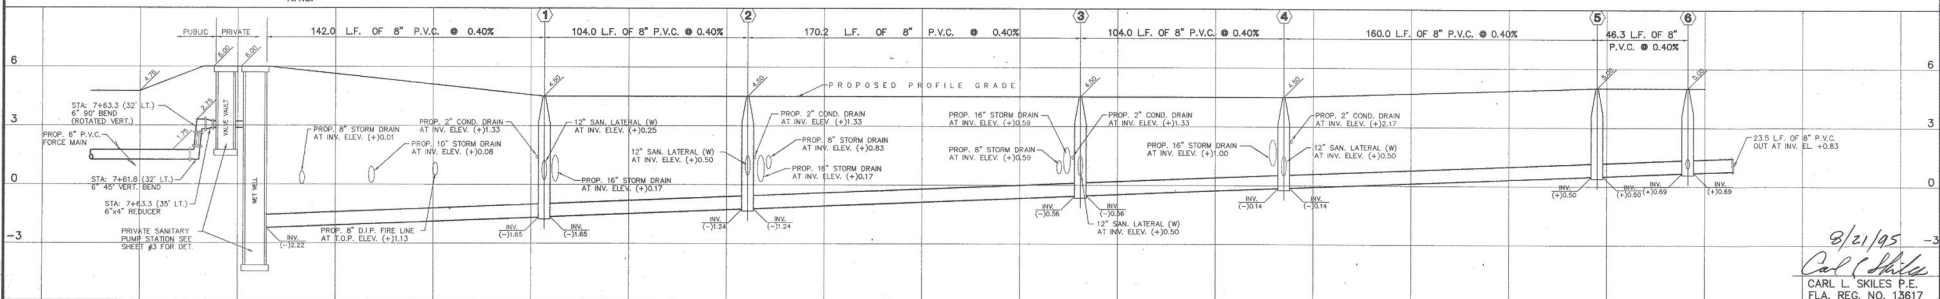 1
2
3
4
5
6
PUBLIC
PRIVATE
142.0 L.F. OF 8" P.V.C. @ 0.40%
104.0 L.F. OF 8" P.V.C. @ 0.40%
170.2 L.F. OF 8" P.V.C. @ 0.40%
104.0 L.F. OF 8" P.V.C. @ 0.40%
160.0 L.F. OF 8" P.V.C. @ 0.40%
46.3 L.F. OF 8"
P.V.C. @ 0.40%
6
3
0
-3
6
3
0
-3
4.75
6.00
6.00
4.50
4.50
4.50
4.50
5.00
5.00
PROPOSED PROFILE GRADE
STA: 7+63.3 (32' LT.)
6" 90° BEND
(ROTATED VERT.)
2.75
1.75
PROP. 6" P.V.C.
FORCE MAIN
VALVE VAULT
WET WELL
STA: 7+61.8 (32' LT.)
6" 45° VERT. BEND
STA: 7+63.3 (35' LT.)
6"x4" REDUCER
PRIVATE SANITARY
PUMP STATION SEE
SHEET #3 FOR DET.
PROP. 8" STORM DRAIN
AT INV. ELEV. (+)0.01
PROP. 10" STORM DRAIN
AT INV. ELEV. (+)0.08
PROP. 8" D.I.P. FIRE LINE
AT T.O.P. ELEV. (+)1.13
PROP. 2" COND. DRAIN
AT INV. ELEV. (+)1.33
12" SAN. LATERAL (W)
AT INV. ELEV. (+)0.25
PROP. 16" STORM DRAIN
AT INV. ELEV. (+)0.17
12" SAN. LATERAL (W)
AT INV. ELEV. (+)0.50
PROP. 2" COND. DRAIN
AT INV. ELEV. (+)1.33
PROP. 8" STORM DRAIN
AT INV. ELEV. (+)0.83
PROP. 16" STORM DRAIN
AT INV. ELEV. (+)0.17
PROP. 16" STORM DRAIN
AT INV. ELEV. (+)0.59
PROP. 8" STORM DRAIN
AT INV. ELEV. (+)0.59
PROP. 2" COND. DRAIN
AT INV. ELEV. (+)1.33
12" SAN. LATERAL (W)
AT INV. ELEV. (+)0.50
PROP. 16" STORM DRAIN
AT INV. ELEV. (+)1.00
PROP. 2" COND. DRAIN
AT INV. ELEV. (+)2.17
12" SAN. LATERAL (W)
AT INV. ELEV. (+)0.50
23.5 L.F. OF 6" P.V.C.
OUT AT INV. EL. +0.83
INV.
(-)2.22
INV.
(-)1.65
INV.
(-)1.65
INV.
(-)1.24
INV.
(-)1.24
INV.
(-)0.56
INV.
(-)0.56
INV.
(-)0.14
INV.
(-)0.14
INV.
(+)0.50
INV.
INV.
(+)0.69
INV.
(+)0.69
8/21/95
Carl L Skiles
CARL L. SKILES P.E.
FLA. REG. NO. 13617